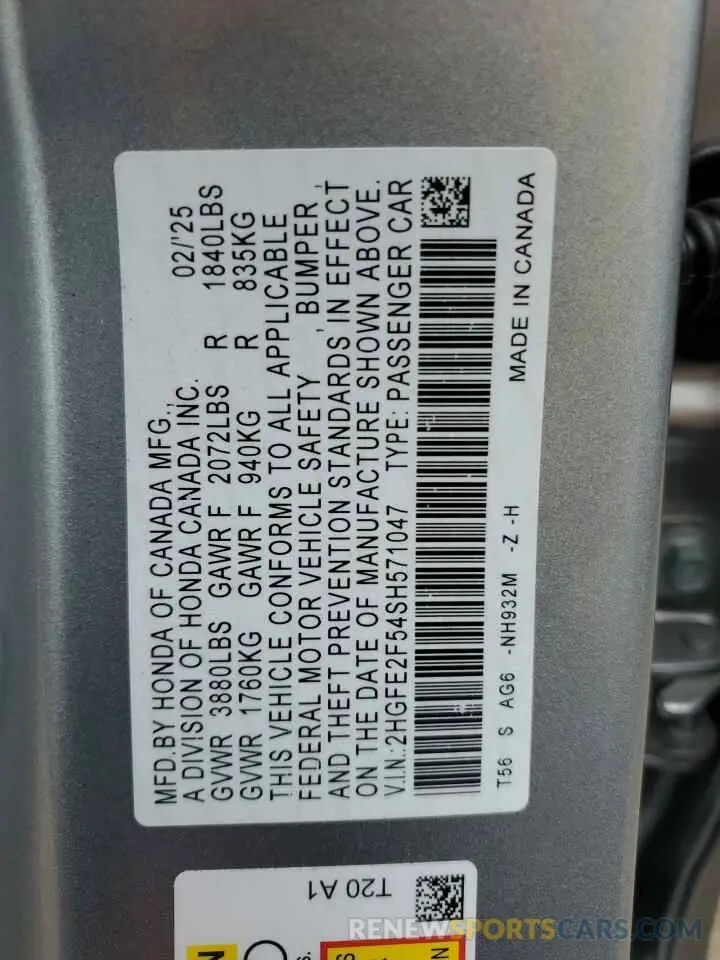 MFD.BY HONDA OF CANADA MFG., 02/'25
A DIVISION OF HONDA CANADA INC.
GVWR 3880LBS GAWR F 2072LBS R 1840LBS
GVWR 1760KG GAWR F 940KG R 835KG
THIS VEHICLE CONFORMS TO ALL APPLICABLE
FEDERAL MOTOR VEHICLE SAFETY , BUMPER ,
AND THEFT PREVENTION STANDARDS IN EFFECT
ON THE DATE OF MANUFACTURE SHOWN ABOVE.
V.I.N.:2HGFE2F54SH571047 TYPE: PASSENGER CAR
T56 S AG6 -NH932M -Z -H MADE IN CANADA
T20 A1
RENEWSPORTSCARS.COM